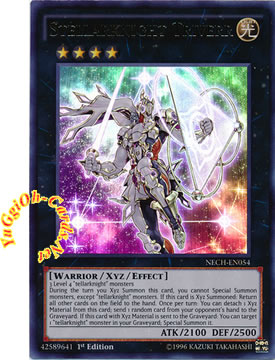 STELLARKNIGHT TRIVERR
光
YuGgiOh-Cards.Net
NECH-EN054
[WARRIOR / XYZ / EFFECT]
3 Level 4 "tellarknight" monsters
During the turn you Xyz Summon this card, you cannot Special Summon
monsters, except "tellarknight" monsters. If this card is Xyz Summoned: Return
all other cards on the field to the hand. Once per turn: You can detach 1 Xyz
Material from this card; send 1 random card from your opponent's hand to the
Graveyard. If this card with Xyz Material is sent to the Graveyard: You can target
1 "tellarknight" monster in your Graveyard; Special Summon it.
ATK/2100 DEF/2500
42589641 1st Edition ©1996 KAZUKI TAKAHASHI